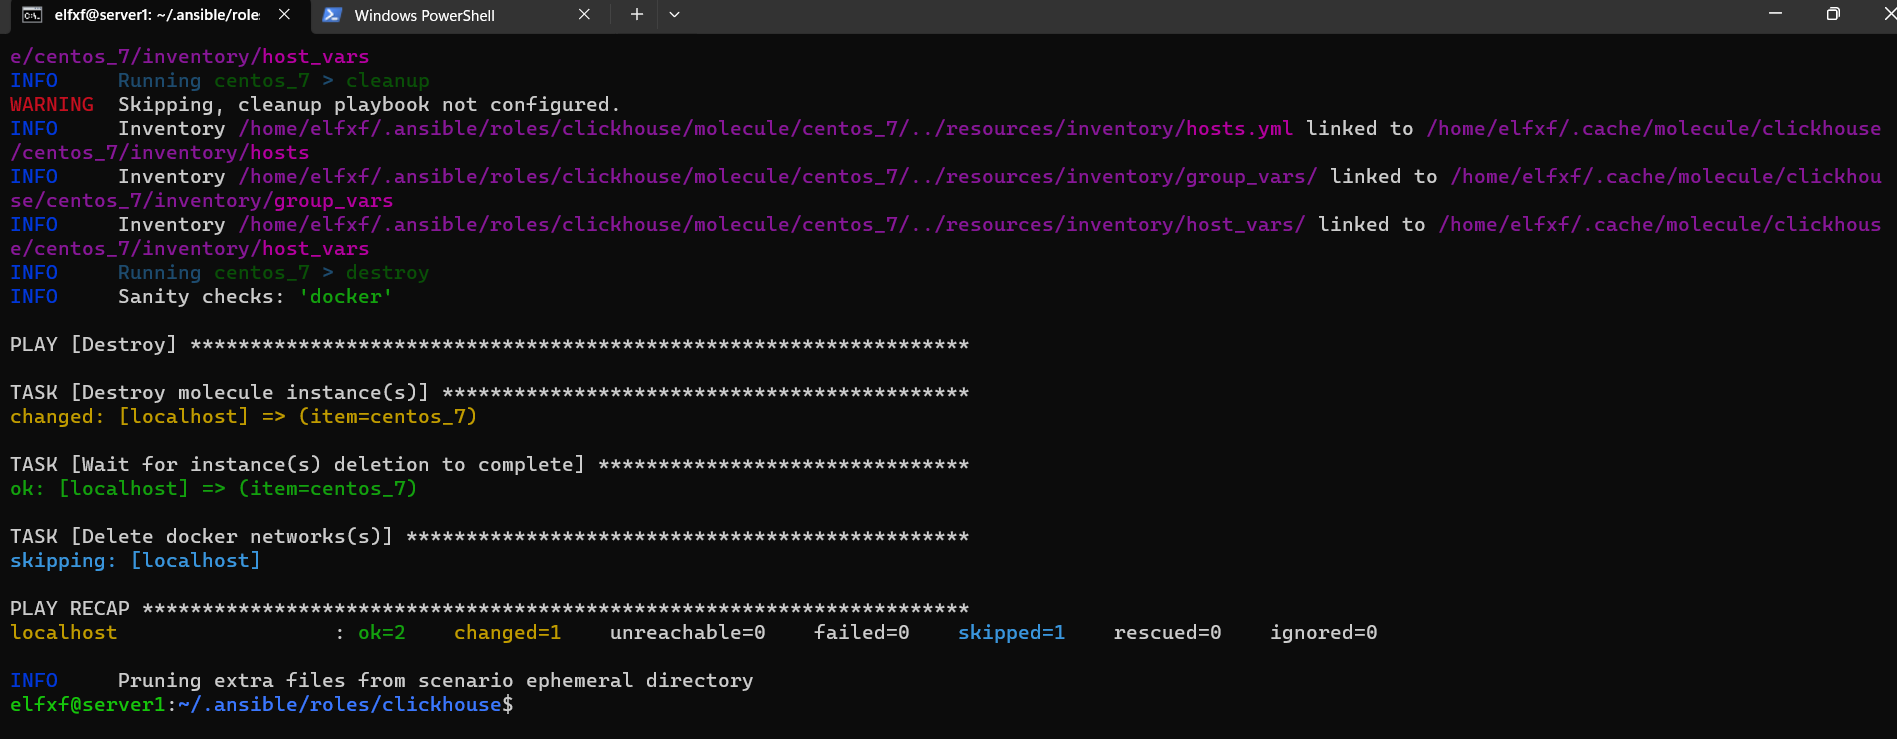 elfxf@server1: ~/.ansible/role
Windows PowerShell
e/centos_7/inventory/host_vars
INFO     Running centos_7 > cleanup
WARNING  Skipping, cleanup playbook not configured.
INFO     Inventory /home/elfxf/.ansible/roles/clickhouse/molecule/centos_7/../resources/inventory/hosts.yml linked to /home/elfxf/.cache/molecule/clickhouse
/centos_7/inventory/hosts
INFO     Inventory /home/elfxf/.ansible/roles/clickhouse/molecule/centos_7/../resources/inventory/group_vars/ linked to /home/elfxf/.cache/molecule/clickhou
se/centos_7/inventory/group_vars
INFO     Inventory /home/elfxf/.ansible/roles/clickhouse/molecule/centos_7/../resources/inventory/host_vars/ linked to /home/elfxf/.cache/molecule/clickhous
e/centos_7/inventory/host_vars
INFO     Running centos_7 > destroy
INFO     Sanity checks: 'docker'
PLAY [Destroy] *****************************************************************
TASK [Destroy molecule instance(s)] ********************************************
changed: [localhost] => (item=centos_7)
TASK [Wait for instance(s) deletion to complete] *******************************
ok: [localhost] => (item=centos_7)
TASK [Delete docker networks(s)] ***********************************************
skipping: [localhost]
PLAY RECAP *********************************************************************
localhost                  : ok=2    changed=1    unreachable=0    failed=0    skipped=1    rescued=0    ignored=0
INFO     Pruning extra files from scenario ephemeral directory
elfxf@server1:~/.ansible/roles/clickhouse$